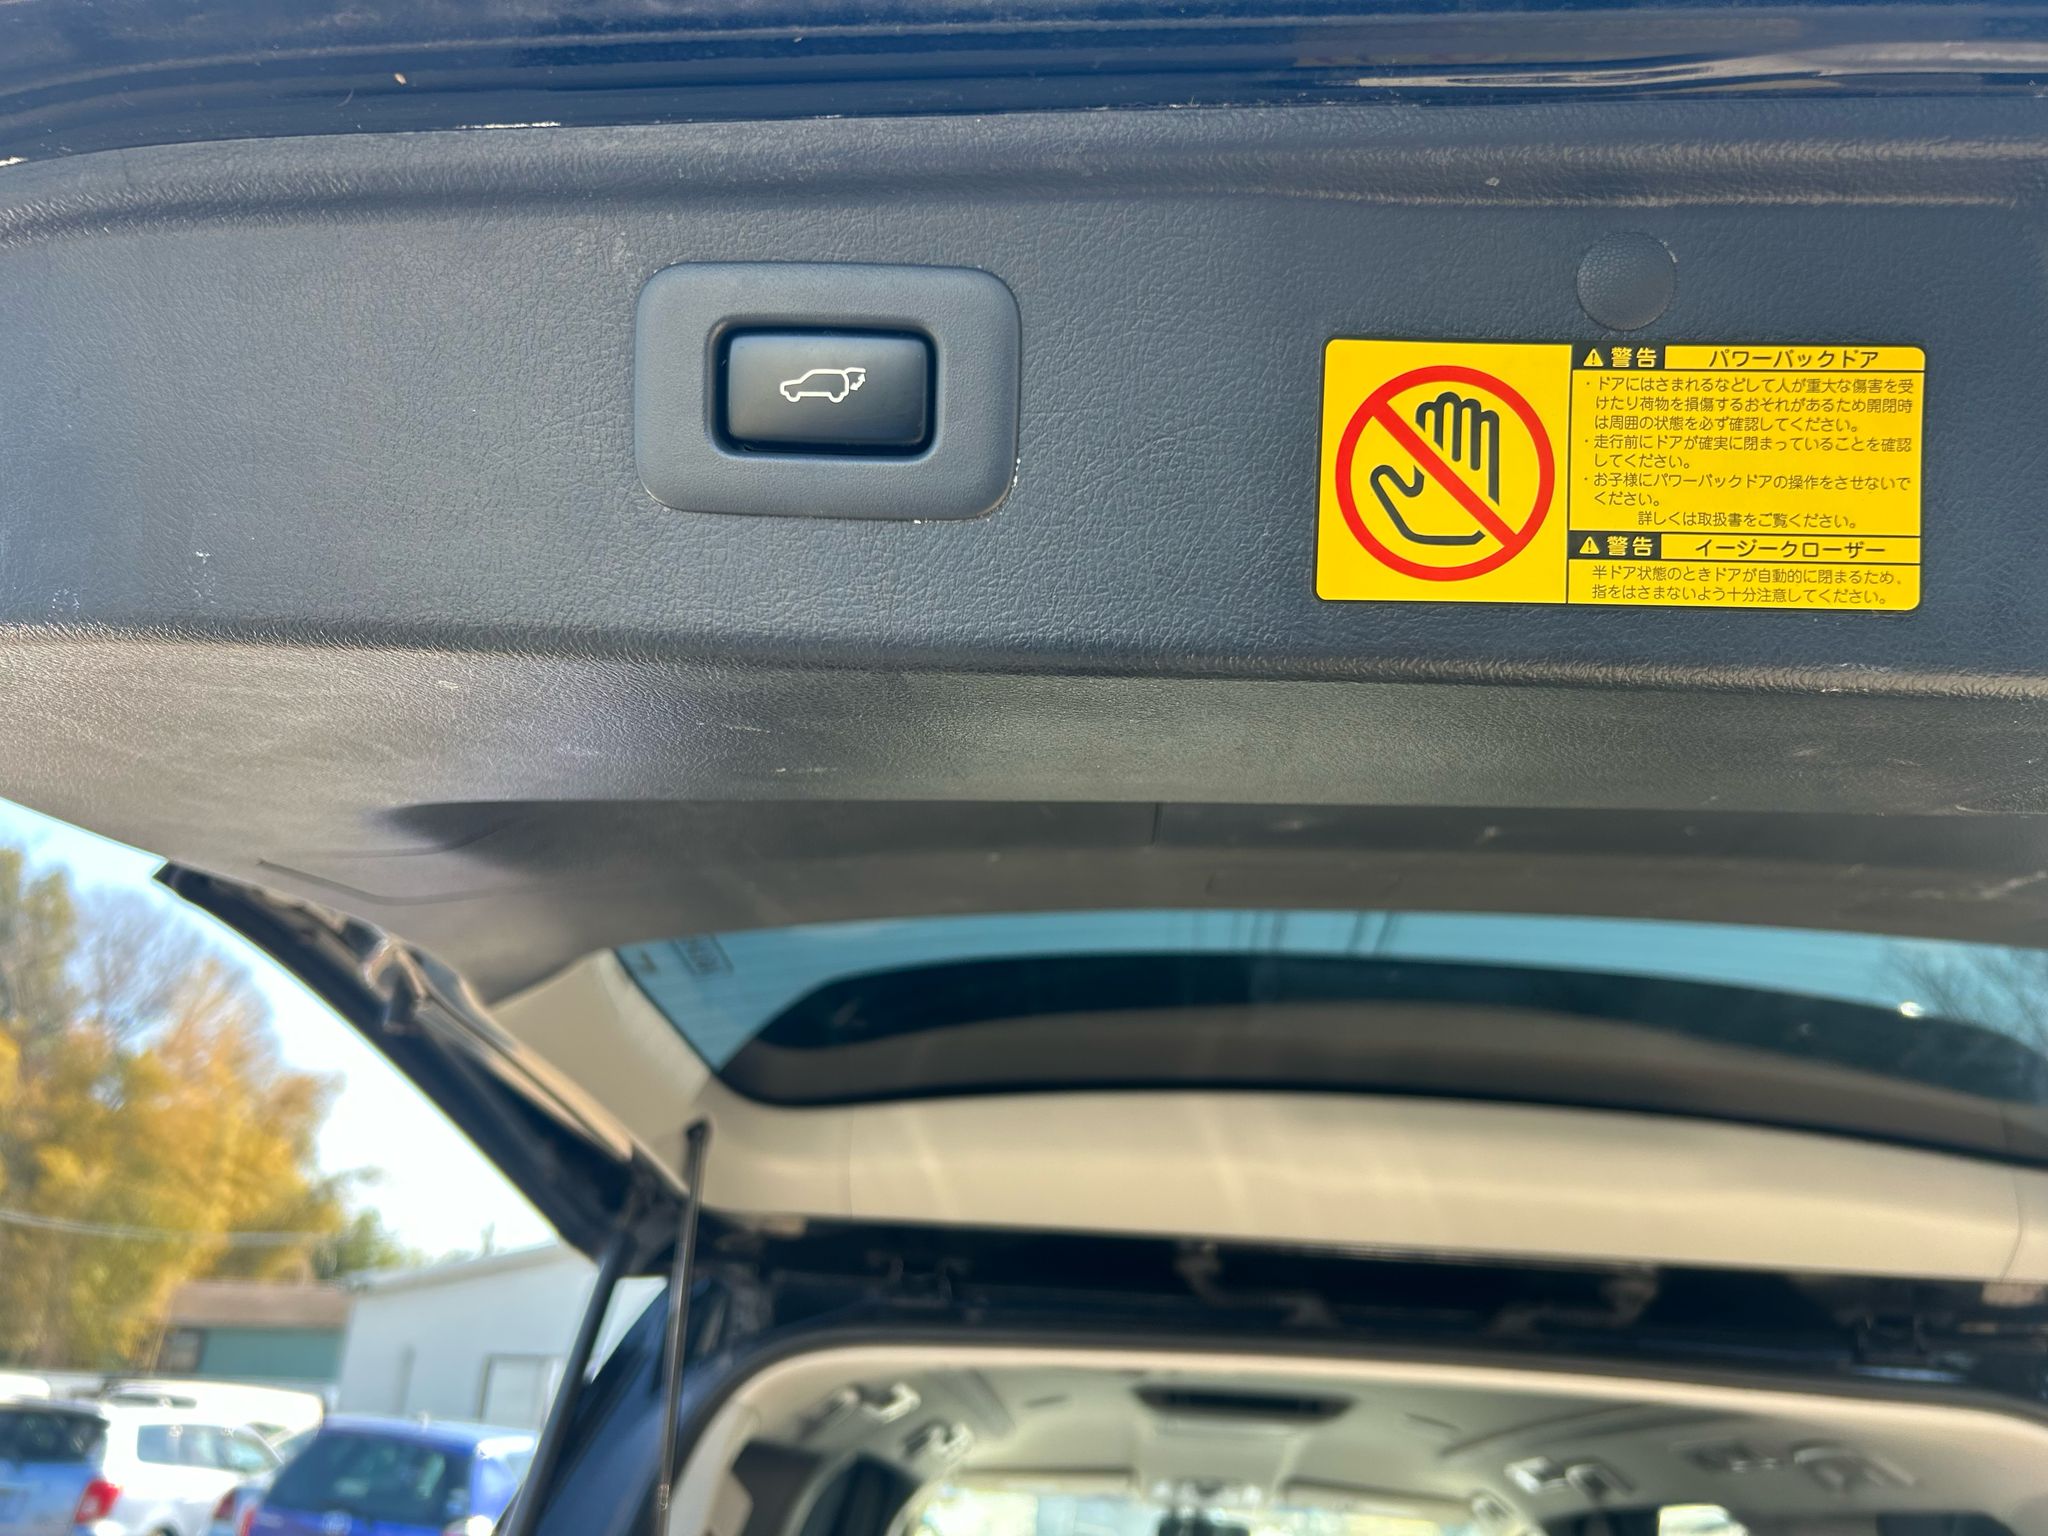 警告 パワーバックドア
・ドアにはさまれるなどして人が重大な傷害を受
けたり荷物を損傷するおそれがあるため開閉時
は周囲の状態を必ず確認してください。
・走行前にドアが確実に閉まっていることを確認
してください。
・お子様にパワーバックドアの操作をさせないで
ください。
詳しくは取扱書をご覧ください。
警告 イージークローザー
半ドア状態のときドアが自動的に閉まるため、
指をはさまないよう十分注意してください。